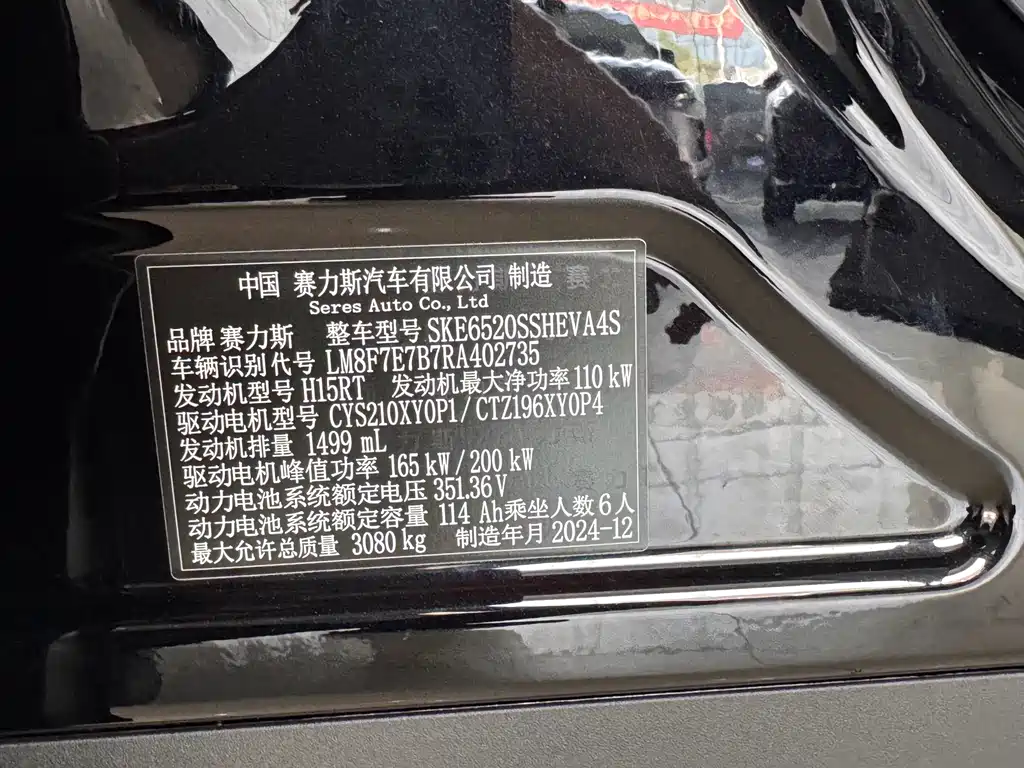 中国 赛力斯汽车有限公司 制造
Seres Auto Co., Ltd
品牌 赛力斯 整车型号 SKE6520SSHEVA4S
车辆识别代号 LM8F7E7B7RA402735
发动机型号 H15RT 发动机最大净功率 110 kW
驱动电机型号 CYS210XY0P1/CTZ196XY0P4
发动机排量 1499 mL
驱动电机峰值功率 165 kW/200 kW
动力电池系统额定电压 351.36V
动力电池系统额定容量 114 Ah 乘坐人数 6人
最大允许总质量 3080 kg 制造年月 2024-12